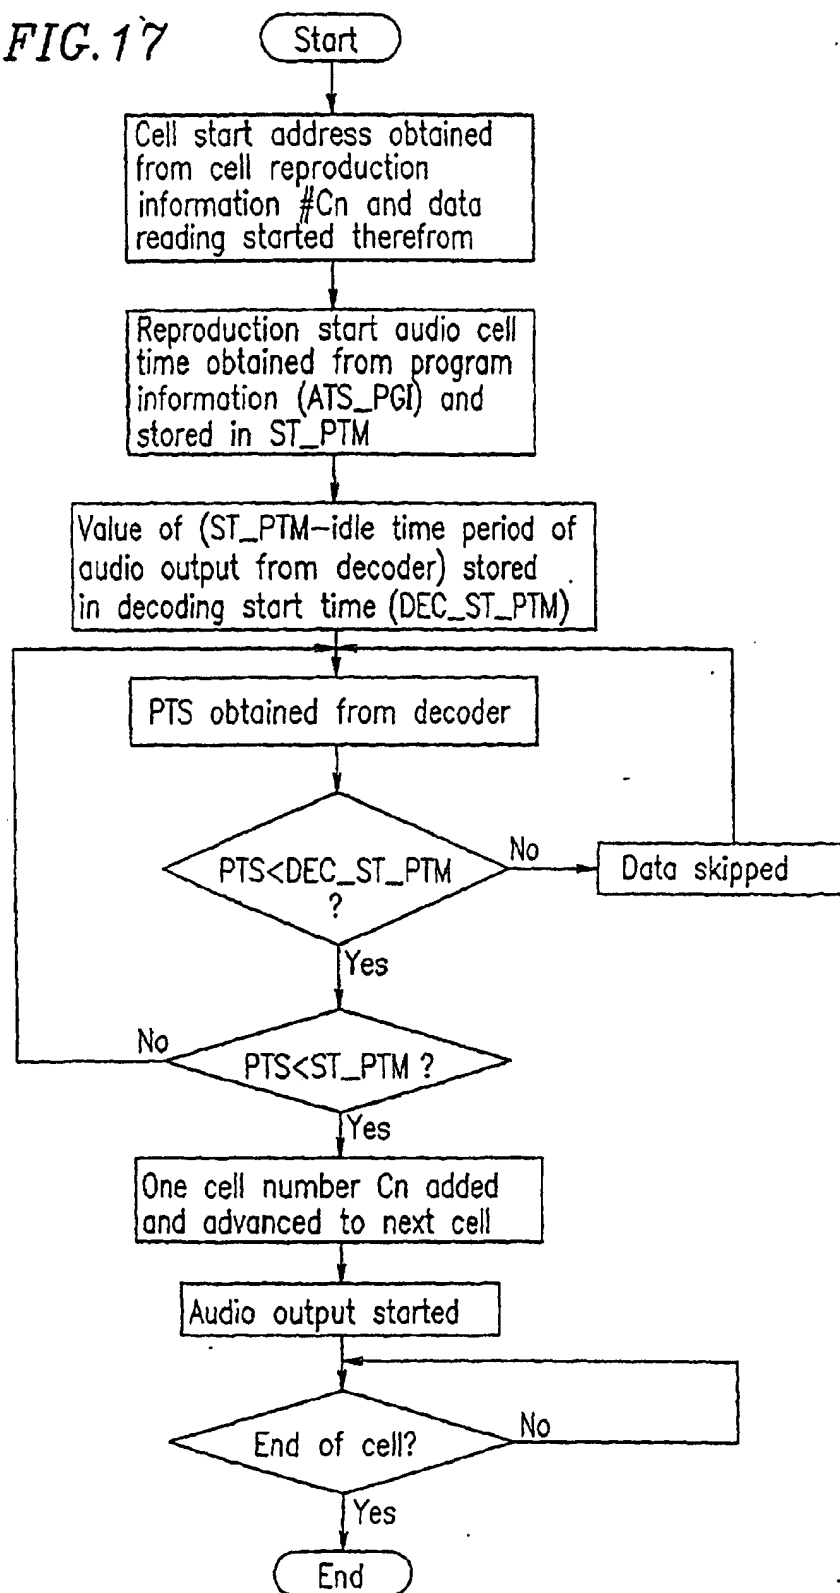 FIG.17
Start
Cell start address obtained
from cell reproduction
information #Cn and data
reading started therefrom
Reproduction start audio cell
time obtained from program
information (ATS_PGI) and
stored in ST_PTM
Value of (ST_PTM-idle time period of
audio output from decoder) stored
in decoding start time (DEC_ST_PTM)
PTS obtained from decoder
PTS<DEC_ST_PTM
?
No
Data skipped
Yes
No
PTS<ST_PTM ?
Yes
One cell number Cn added
and advanced to next cell
Audio output started
End of cell?
No
Yes
End